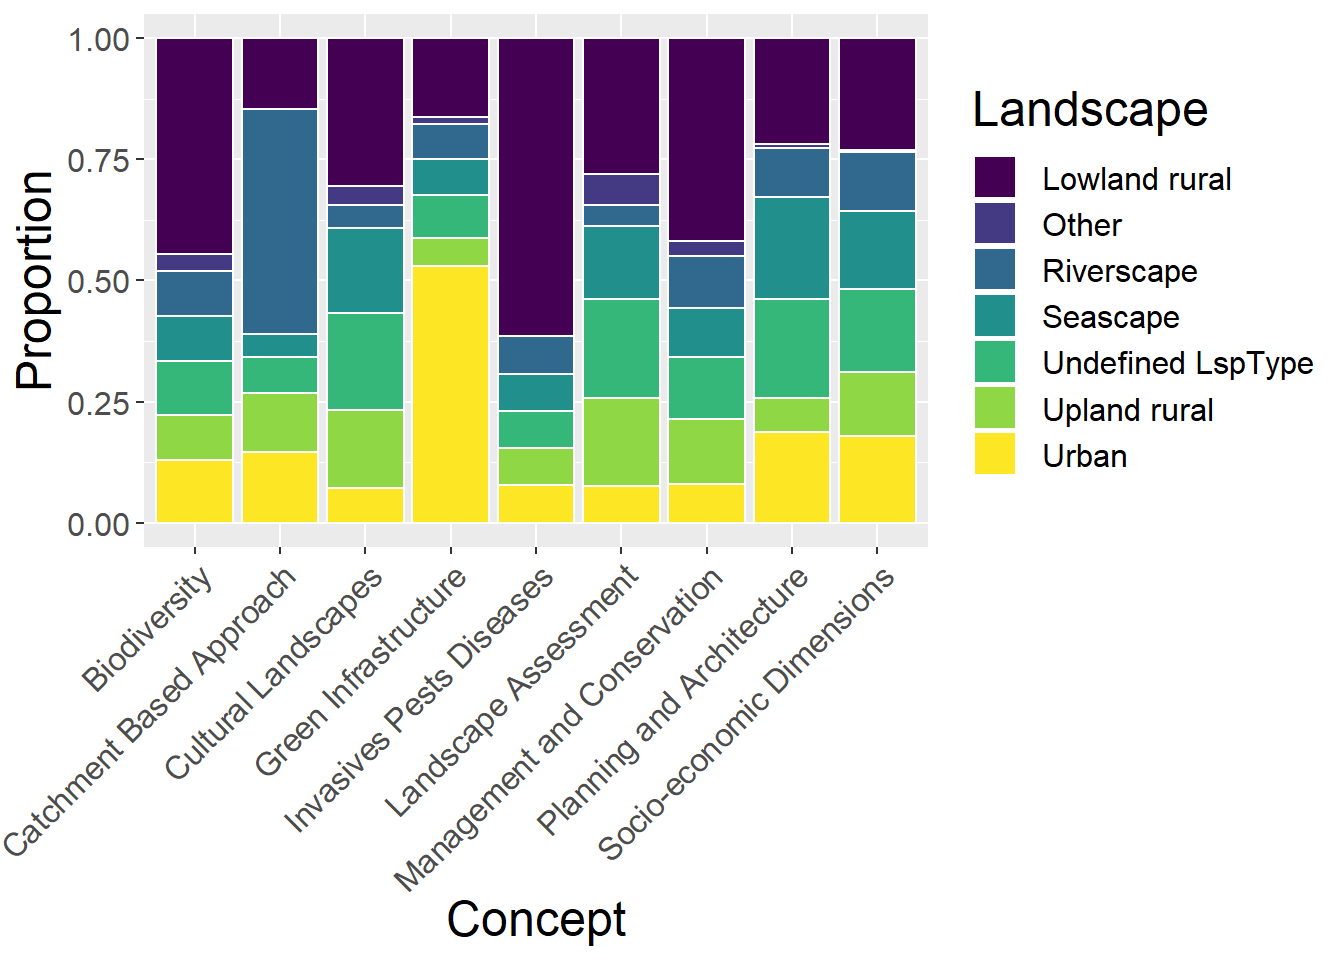 Proportion
1.00
0.75
0.50
0.25
0.00
Biodiversity
Catchment Based Approach
Cultural Landscapes
Green Infrastructure
Invasives Pests Diseases
Landscape Assessment
Management and Conservation
Planning and Architecture
Socio-economic Dimensions
Concept
Landscape
Lowland rural
Other
Riverscape
Seascape
Undefined LspType
Upland rural
Urban